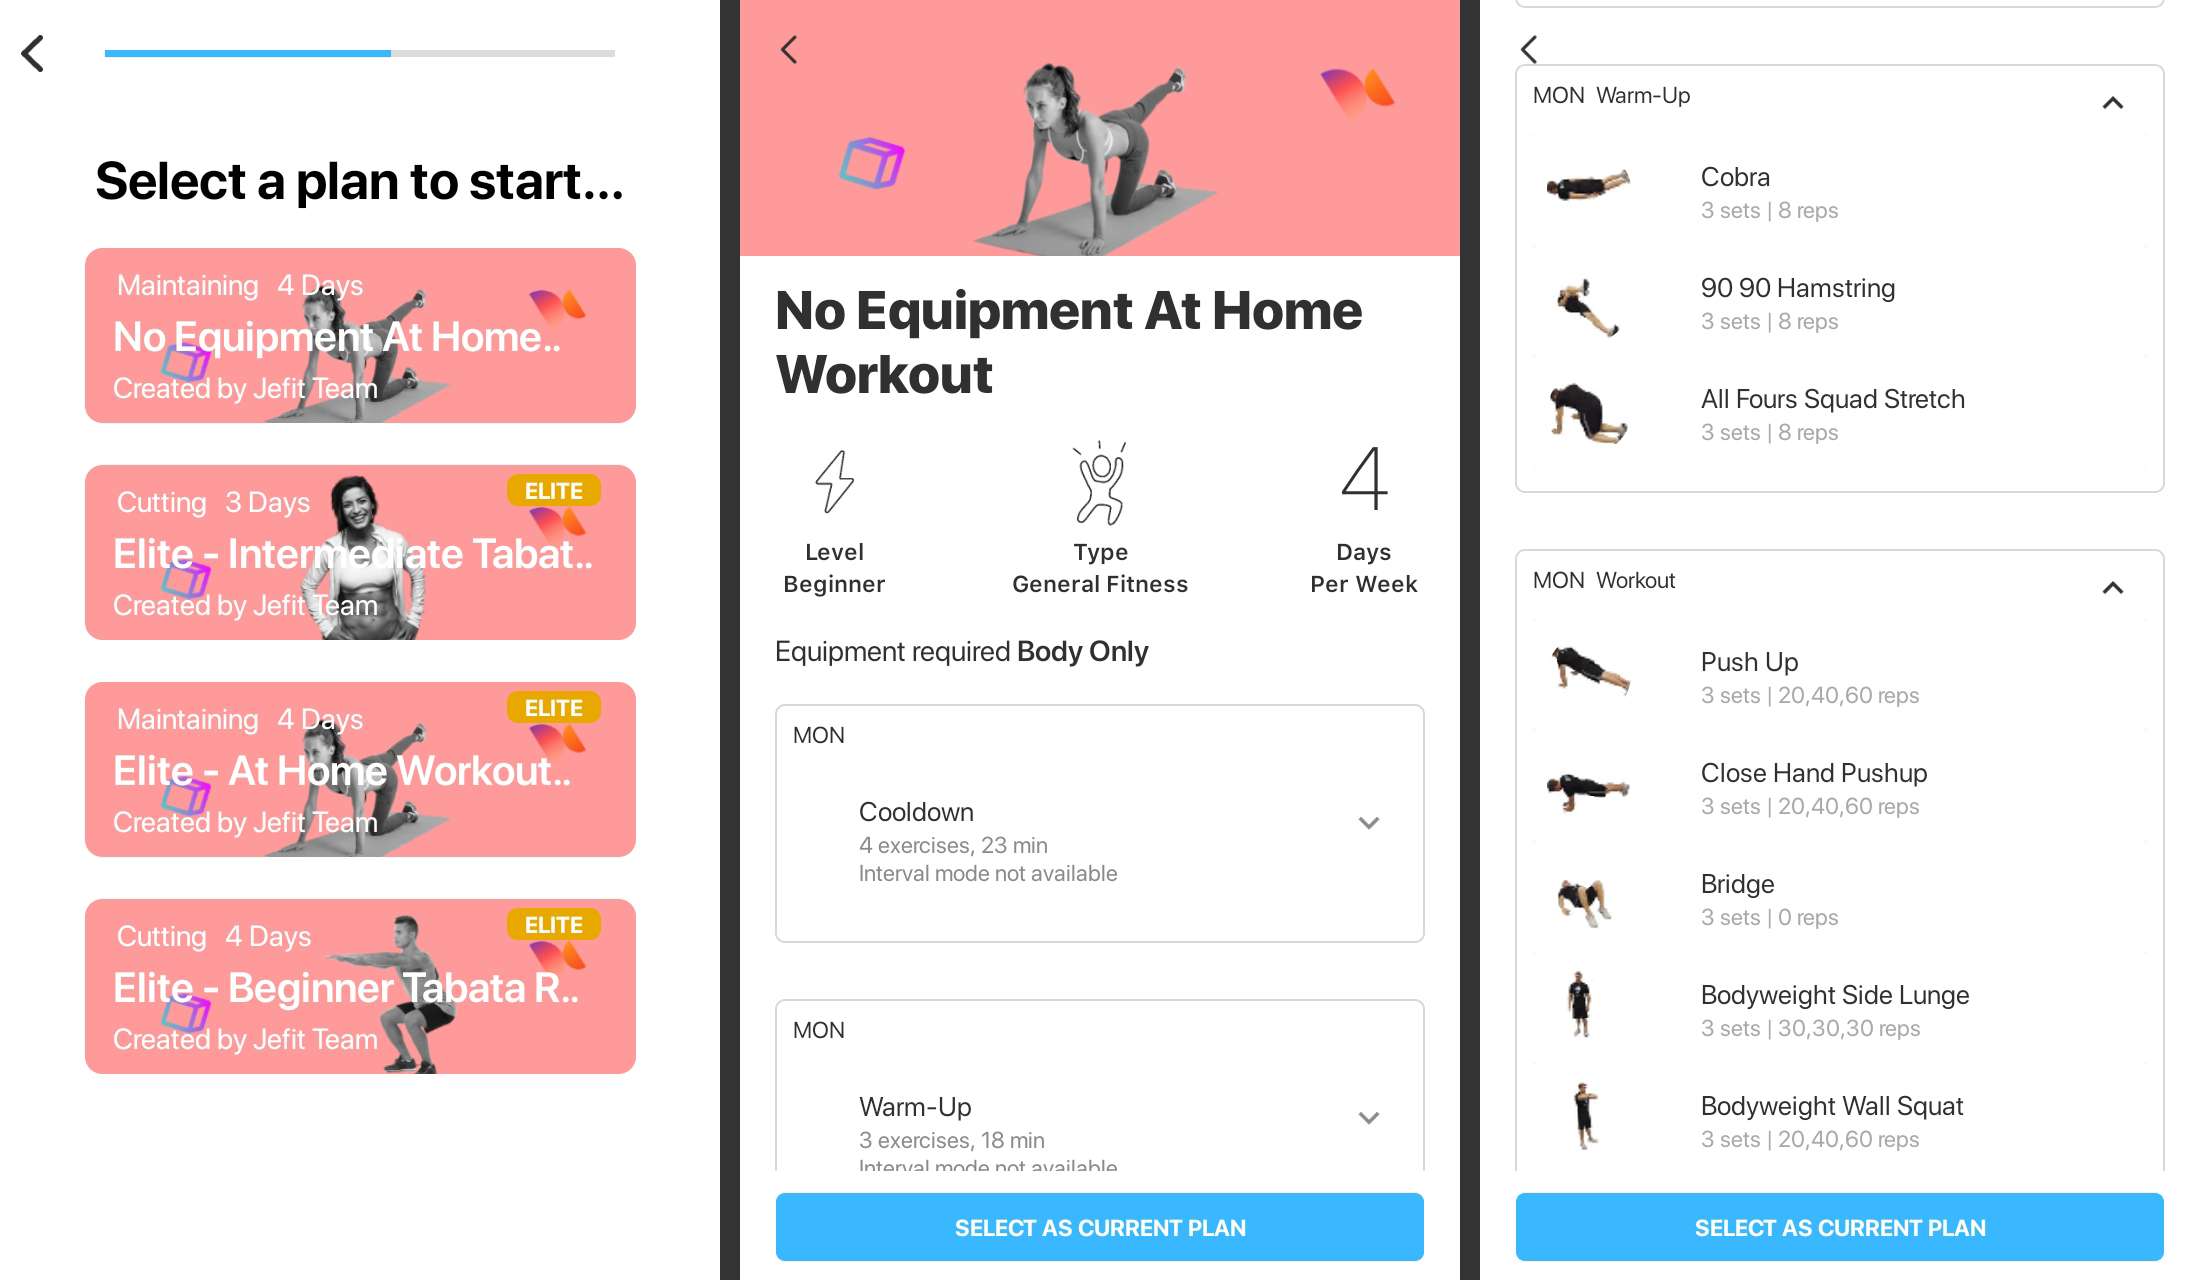 Select a plan to start...
Maintaining 4 Days
No Equipment At Home..
Created by Jefit Team
Cutting 3 Days
ELITE
Elite - Intermediate Tabat..
Created by Jefit Team
Maintaining 4 Days
ELITE
Elite - At Home Workout..
Created by Jefit Team
Cutting 4 Days
ELITE
Elite - Beginner Tabata R..
Created by Jefit Team
No Equipment At Home
Workout
4
Level
Beginner
Type
General Fitness
Days
Per Week
Equipment required Body Only
MON
Cooldown
4 exercises, 23 min
Interval mode not available
MON
Warm-Up
3 exercises, 18 min
Interval mode not available
SELECT AS CURRENT PLAN
MON Warm-Up
Cobra
3 sets | 8 reps
90 90 Hamstring
3 sets | 8 reps
All Fours Squad Stretch
3 sets | 8 reps
MON Workout
Push Up
3 sets | 20,40,60 reps
Close Hand Pushup
3 sets | 20,40,60 reps
Bridge
3 sets | 0 reps
Bodyweight Side Lunge
3 sets | 30,30,30 reps
Bodyweight Wall Squat
3 sets | 20,40,60 reps
SELECT AS CURRENT PLAN